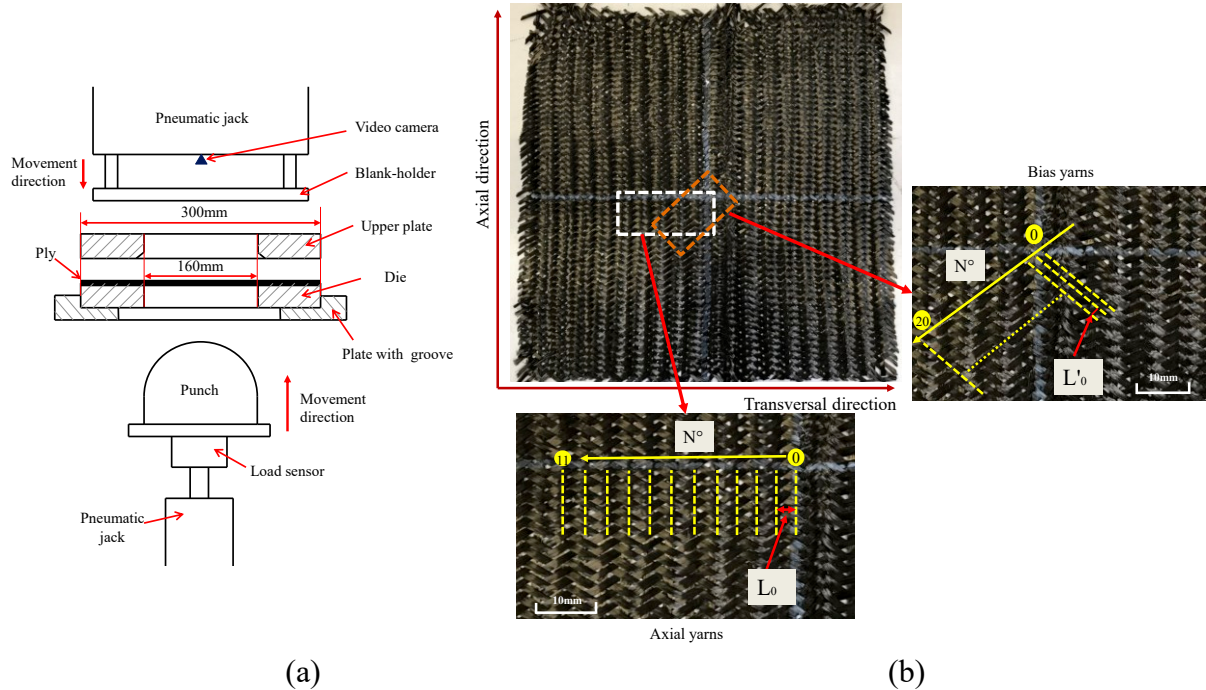 Pneumatic jack
Video camera
Movement
direction
Blank-holder
300mm
Upper plate
Ply
160mm
Die
Plate with groove
Punch
Movement
direction
Load sensor
Pneumatic
jack
(a)
Axial direction
Transversal direction
Bias yarns
0
N°
20
L'0
10mm
N°
11
0
L0
10mm
Axial yarns
(b)